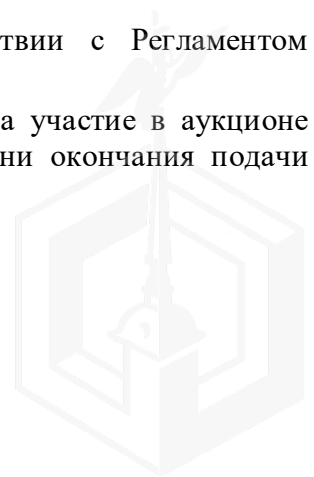 твии с Регламентом
а участие в аукционе
ни окончания подачи